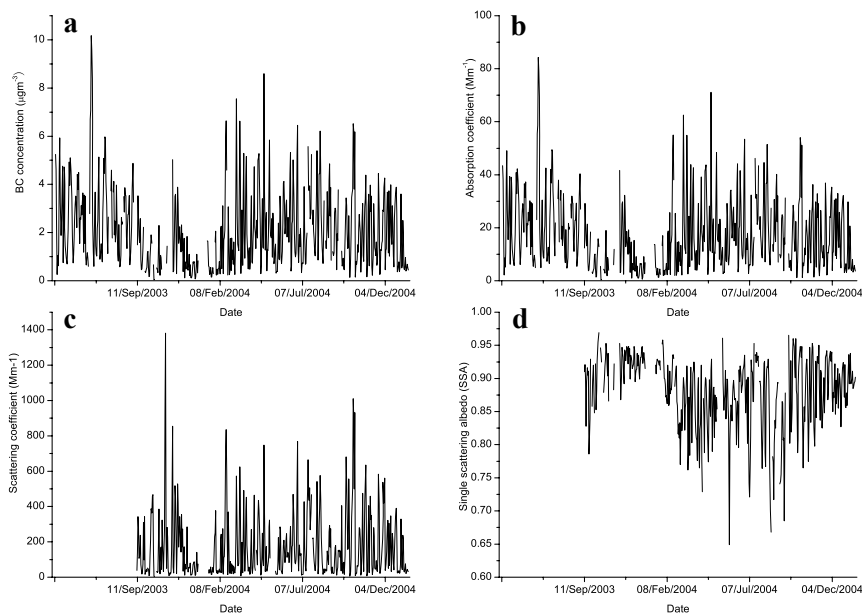 a
BC concentration (μgm⁻³)
10
8
6
4
2
0
11/Sep/2003 08/Feb/2004 07/Jul/2004 04/Dec/2004
Date
b
Absorption coefficient (Mm⁻¹)
100
80
60
40
20
0
11/Sep/2003 08/Feb/2004 07/Jul/2004 04/Dec/2004
Date
c
Scattering coefficient (Mm-1)
1400
1200
1000
800
600
400
200
0
11/Sep/2003 08/Feb/2004 07/Jul/2004 04/Dec/2004
Date
d
Single scattering albedo (SSA)
1.00
0.95
0.90
0.85
0.80
0.75
0.70
0.65
0.60
11/Sep/2003 08/Feb/2004 07/Jul/2004 04/Dec/2004
Date